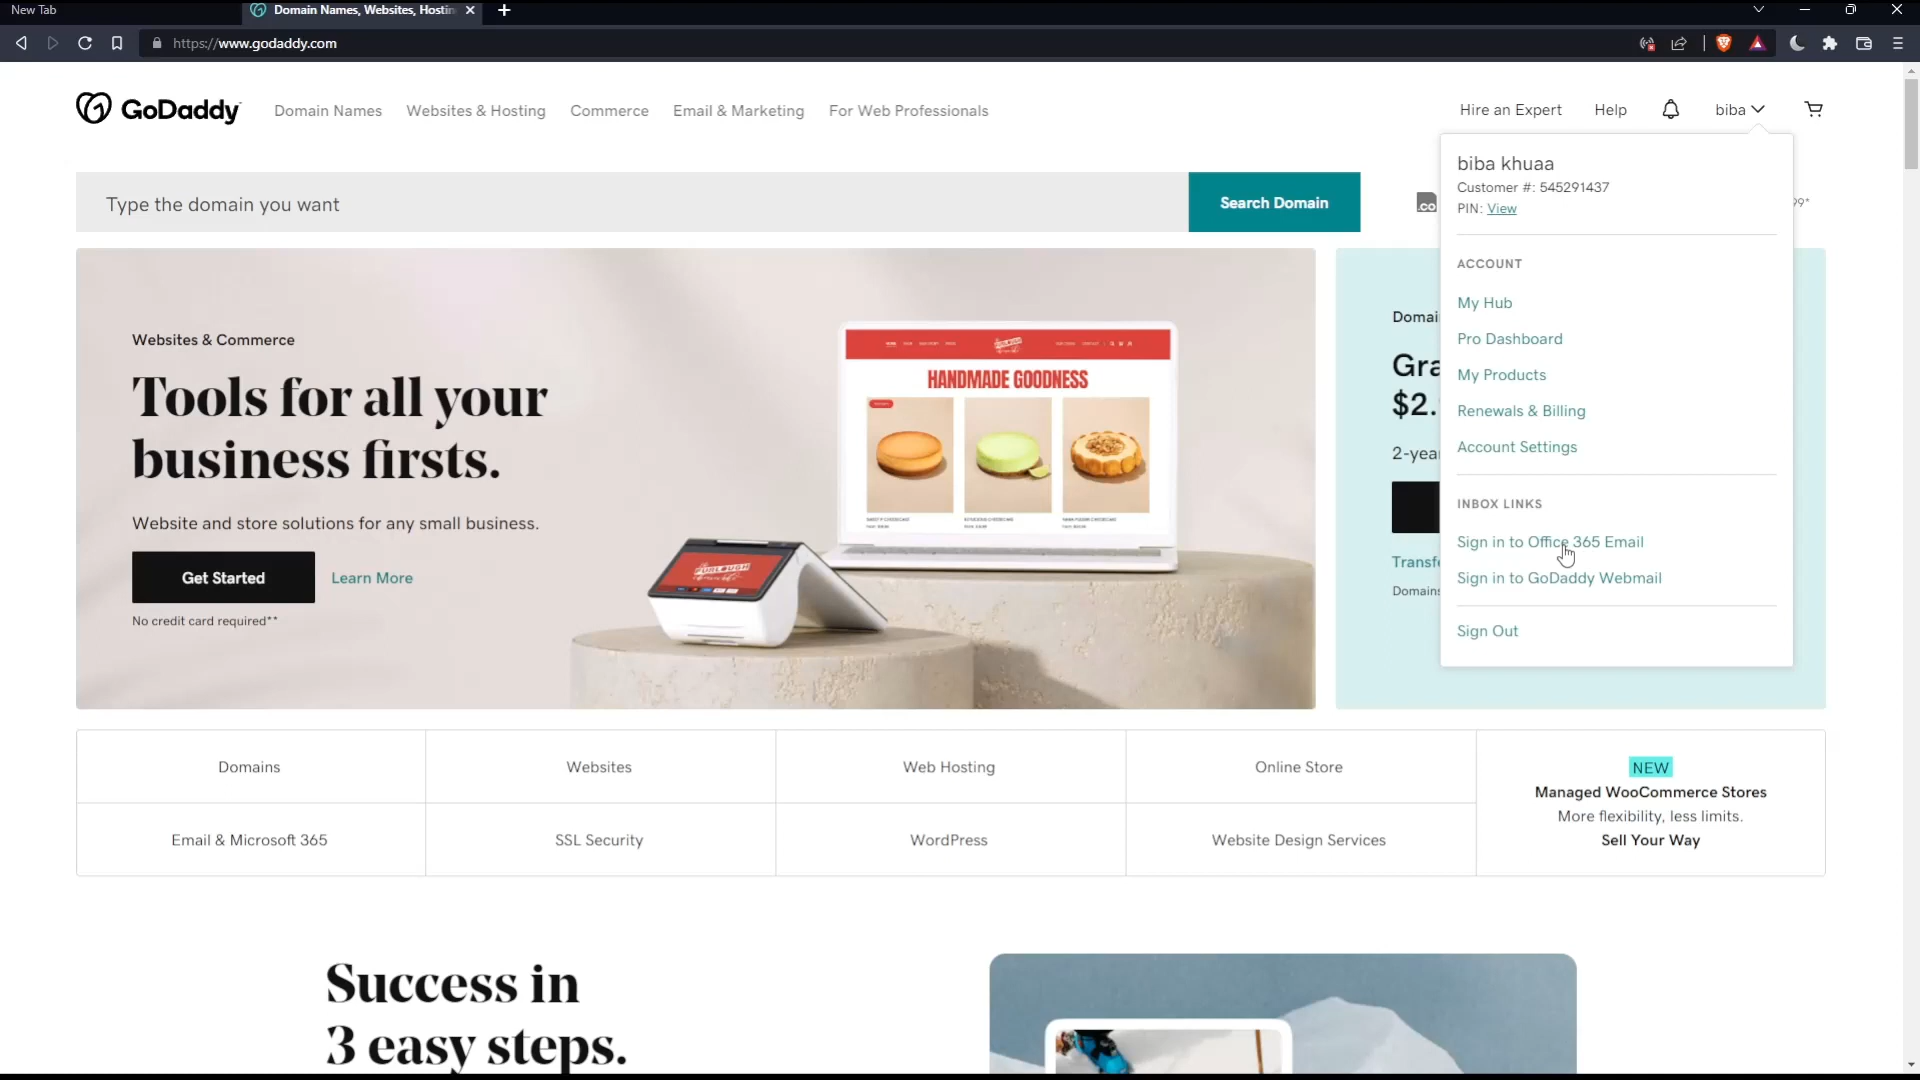 New Tab
Domain Names, Websites, Hostin
https://www.godaddy.com
GoDaddy
Domain Names
Websites & Hosting
Commerce
Email & Marketing
For Web Professionals
Hire an Expert
Help
biba
Type the domain you want
Search Domain
.co
99*
biba khuaa
Customer #: 545291437
PIN: View
ACCOUNT
My Hub
Pro Dashboard
My Products
Renewals & Billing
Account Settings
INBOX LINKS
Sign in to Office 365 Email
Sign in to GoDaddy Webmail
Sign Out
Websites & Commerce
Tools for all your
business firsts.
Website and store solutions for any small business.
Get Started
Learn More
No credit card required**
HANDMADE GOODNESS
Domai
Gra
$2.
2-year
Transfe
Domains
Domains
Websites
Web Hosting
Online Store
Email & Microsoft 365
SSL Security
WordPress
Website Design Services
NEW
Managed WooCommerce Stores
More flexibility, less limits.
Sell Your Way
Success in
3 easy steps.